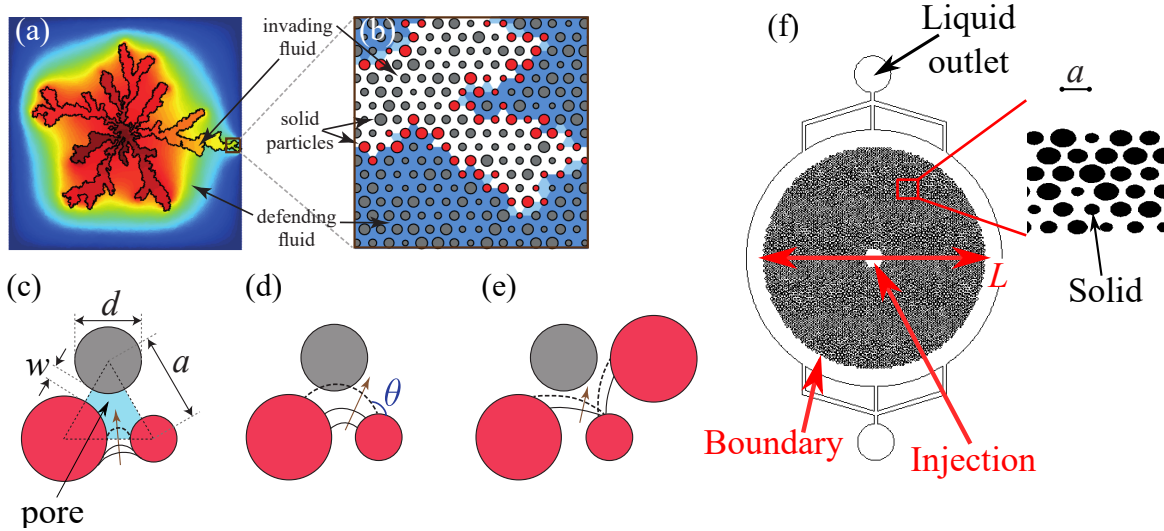 (a)
invading
fluid
solid
particles
defending
fluid
(b)
(c)
d
w
a
pore
(d)
θ
(e)
(f)
Liquid
outlet
a
L
Solid
Boundary
Injection